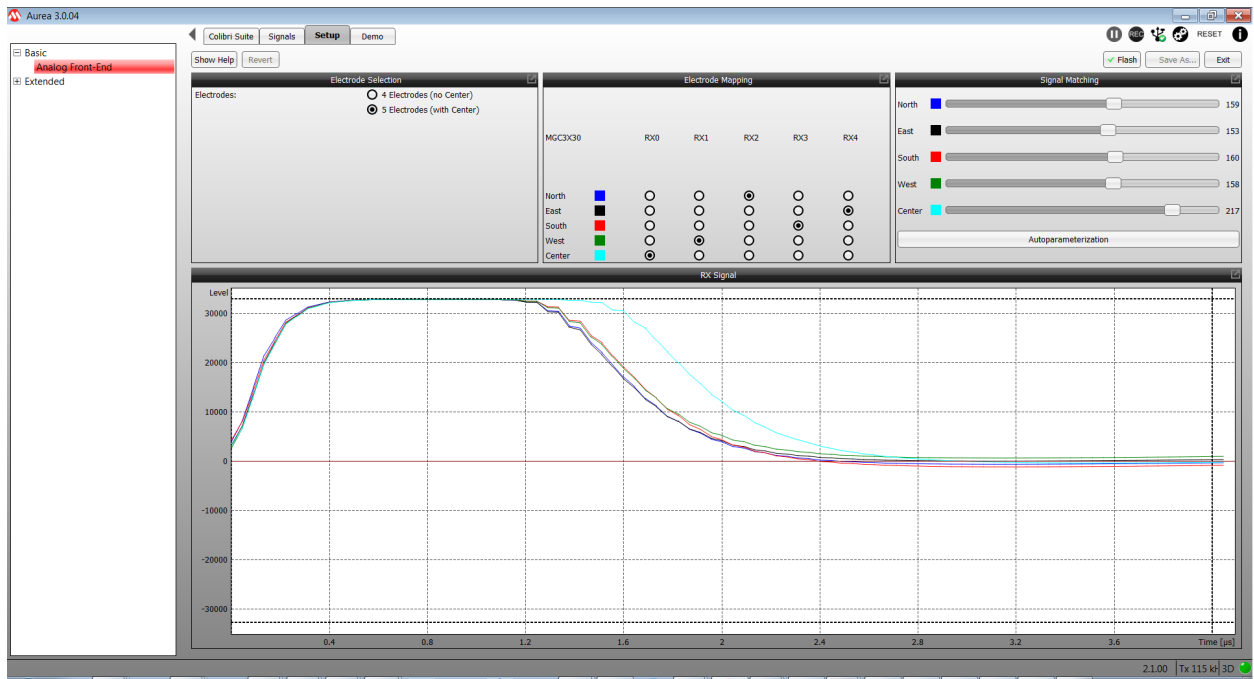 Aurea 3.0.04
Colibri Suite Signals Setup Demo
REC RESET
Basic
Analog Front-End
Extended
Show Help Revert
Flash Save As... Exit
Electrode Selection
Electrodes:
4 Electrodes (no Center)
5 Electrodes (with Center)
Electrode Mapping
MGC3X30 RX0 RX1 RX2 RX3 RX4
North
East
South
West
Center
Signal Matching
North 159
East 153
South 160
West 158
Center 217
Autoparameterization
RX Signal
Level
30000
20000
10000
0
-10000
-20000
-30000
0.4 0.8 1.2 1.6 2 2.4 2.8 3.2 3.6 Time [µs]
2.1.00 Tx 115 kH 3D